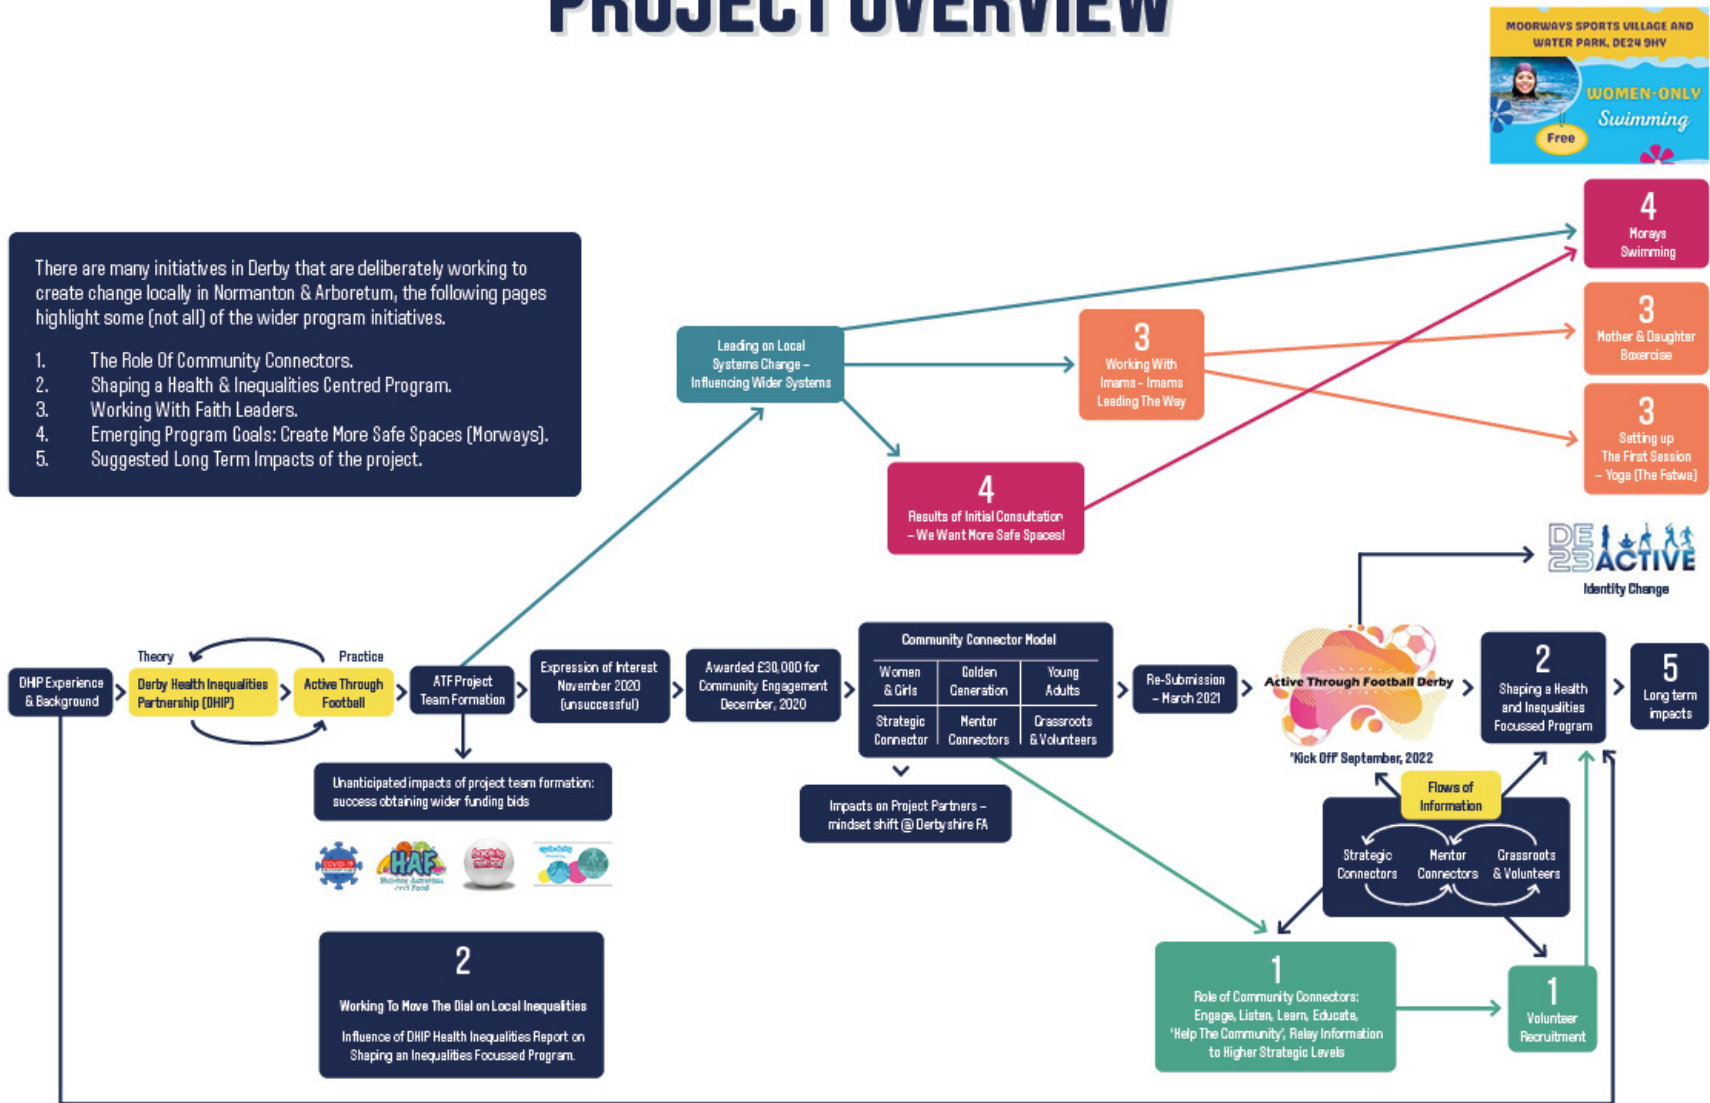 PROJECT OVERVIEW
MOORWAYS SPORTS VILLAGE AND
WATER PARK, DE24 9HY
WOMEN-ONLY
Swimming
Free
There are many initiatives in Derby that are deliberately working to
create change locally in Normanton & Arboretum, the following pages
highlight some (not all) of the wider program initiatives.
1. The Role Of Community Connectors.
2. Shaping a Health & Inequalities Centred Program.
3. Working With Faith Leaders.
4. Emerging Program Goals: Create More Safe Spaces (Morways).
5. Suggested Long Term Impacts of the project.
Leading on Local
Systems Change –
Influencing Wider Systems
3
Working With
Imams - Imams
Leading The Way
4
Results of Initial Consultation
– We Want More Safe Spaces!
4
Morays
Swimming
3
Mother & Daughter
Boxercise
3
Setting up
The First Session
– Yoga (The Fatwa)
DE
23 ACTIVE
Identity Change
DHIP Experience
& Background
Theory
Practice
Derby Health Inequalities
Partnership (DHIP)
Active Through
Football
ATF Project
Team Formation
Expression of Interest
November 2020
(unsuccessful)
Awarded £30,000 for
Community Engagement
December, 2020
Community Connector Model
Women
& Girls
Golden
Generation
Young
Adults
Strategic
Connector
Mentor
Connectors
Grassroots
& Volunteers
Re-Submission
– March 2021
Active Through Football Derby
"Kick Off" September, 2022
2
Shaping a Health
and Inequalities
Focussed Program
5
Long term
impacts
Unanticipated impacts of project team formation:
success obtaining wider funding bids
COVID-19
HAF
Holiday Activities
and Food
Back to
netball
Impacts on Project Partners –
mindset shift @ Derbyshire FA
Flows of
Information
Strategic
Connectors
Mentor
Connectors
Grassroots
& Volunteers
2
Working To Move The Dial on Local Inequalities
Influence of DHIP Health Inequalities Report on
Shaping an Inequalities Focussed Program.
1
Role of Community Connectors:
Engage, Listen, Learn, Educate,
"Help The Community", Relay Information
to Higher Strategic Levels
1
Volunteer
Recruitment